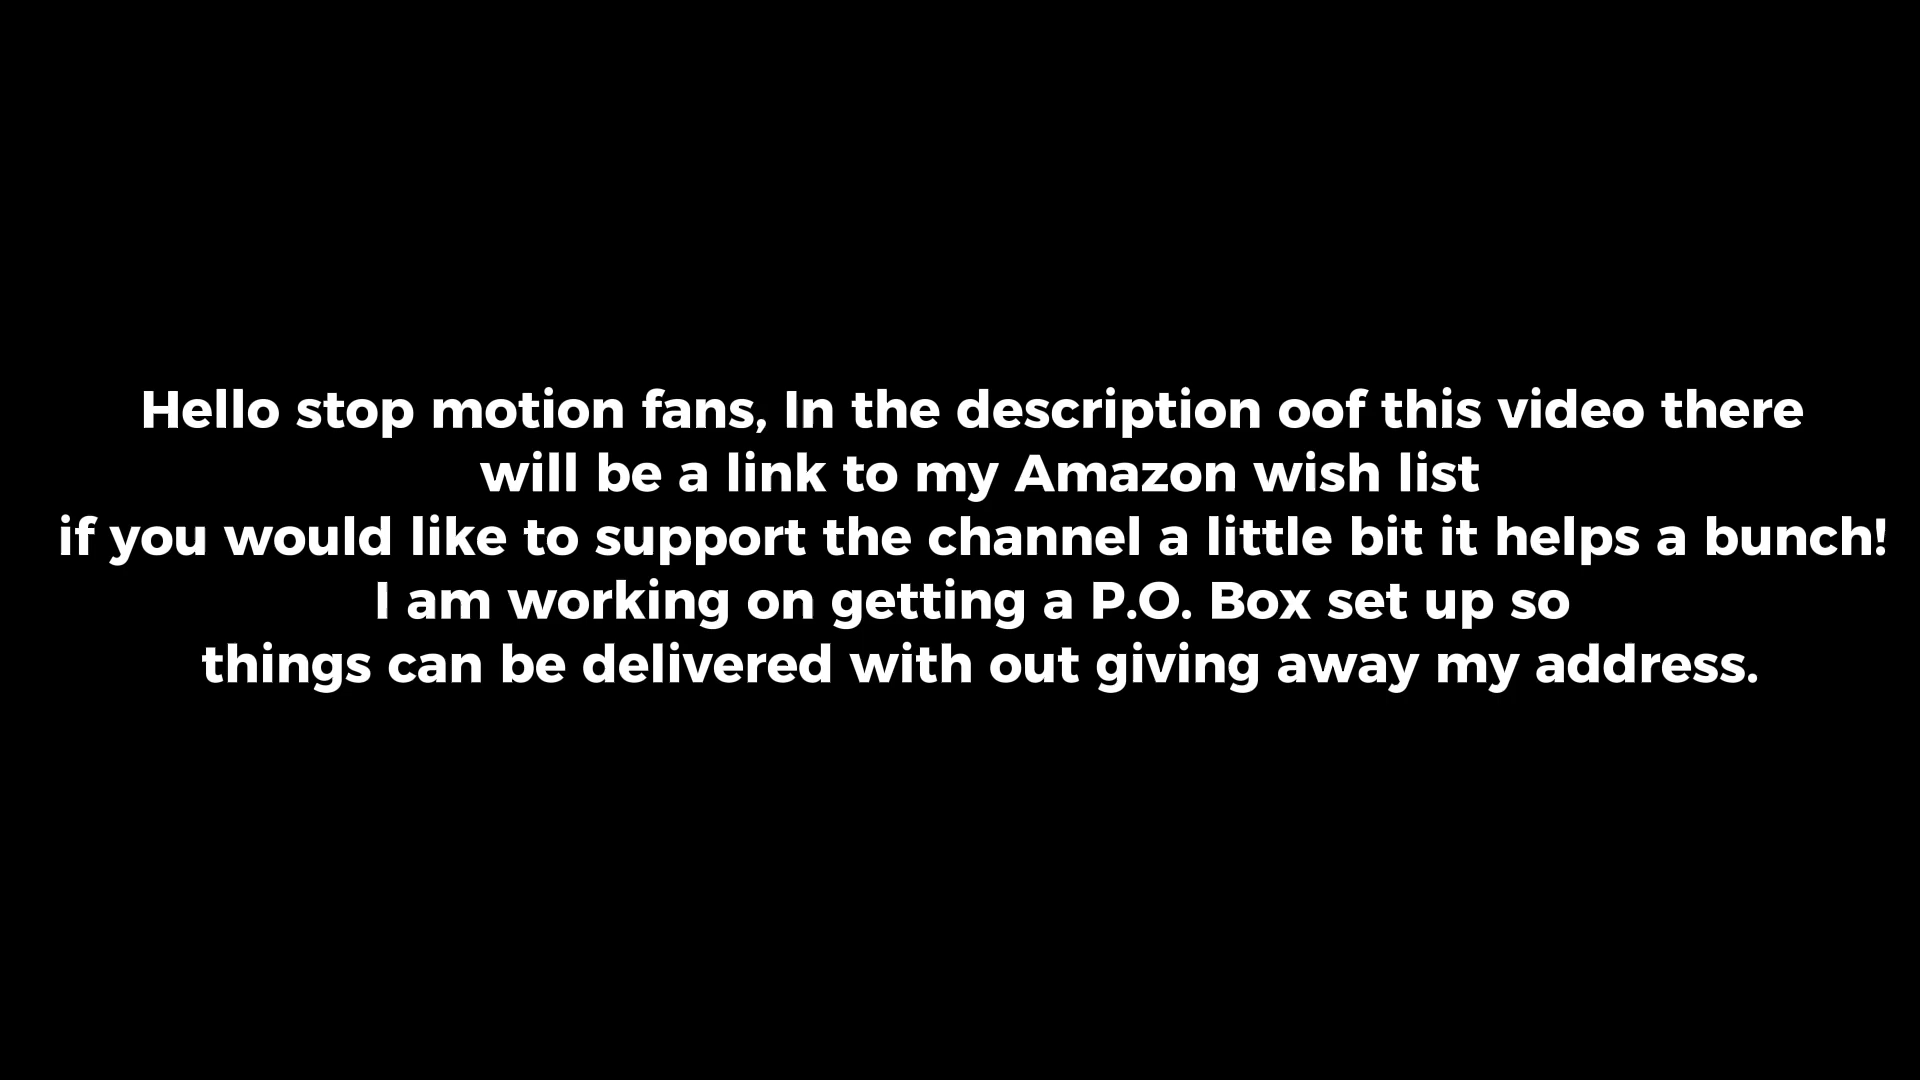 Hello stop motion fans, In the description oof this video there
will be a link to my Amazon wish list
if you would like to support the channel a little bit it helps a bunch!
I am working on getting a P.O. Box set up so
things can be delivered with out giving away my address.